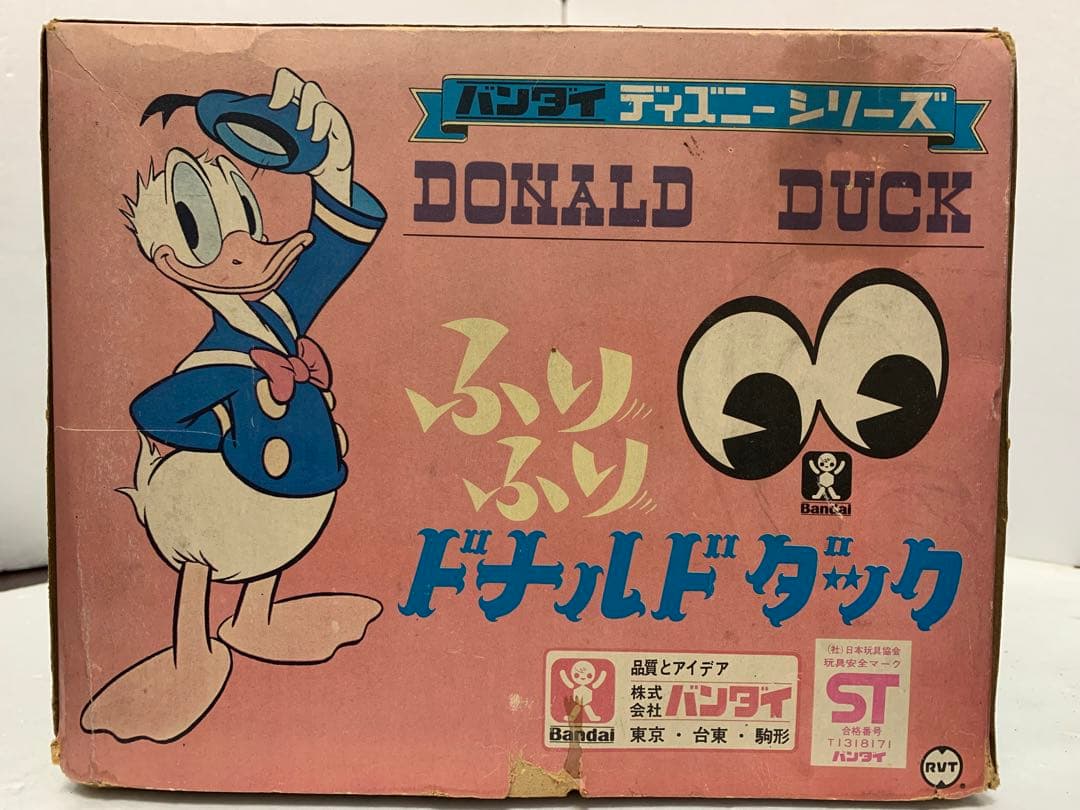 バンダイ ディズニー シリーズ
DONALD DUCK
ふり
ふり
Bandai
ドナルド ダック
品質とアイデア
株式会社 バンダイ
東京・台東・駒形
Bandai
(社)日本玩具協会
玩具安全マーク
ST
合格番号
T1318171
バンダイ
RVT